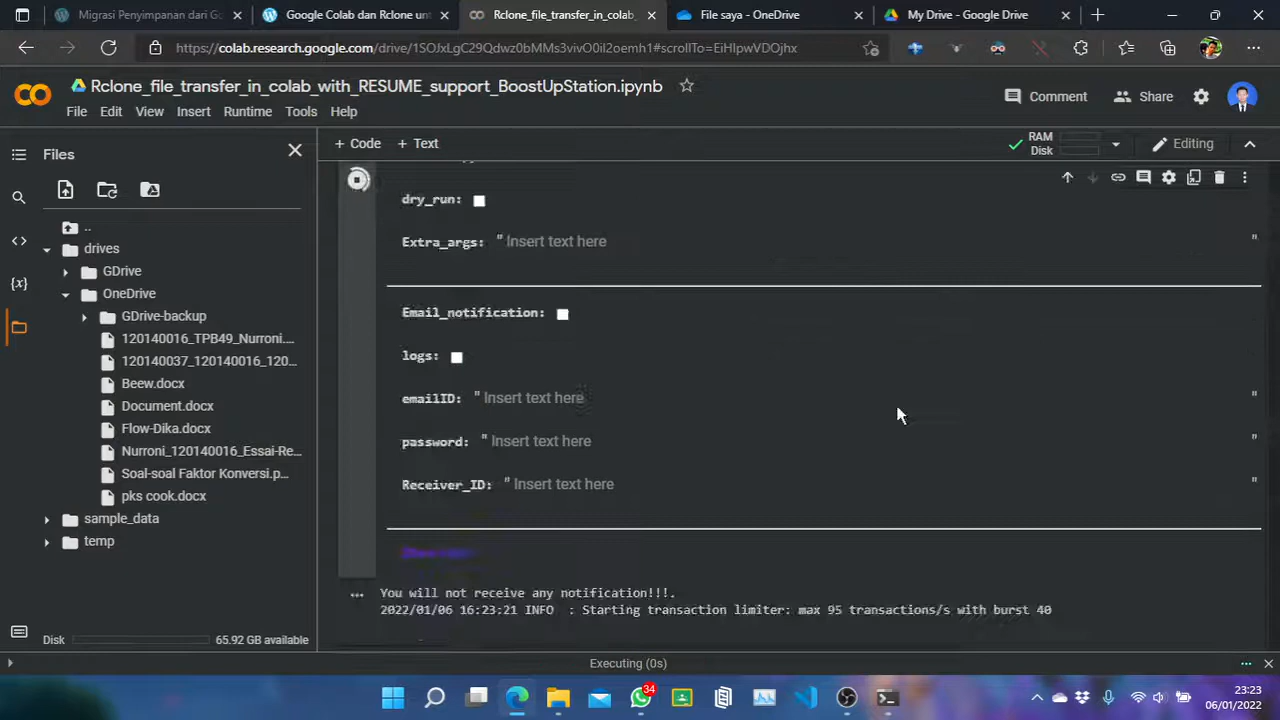 Migrasi Penyimpanan dari Go
Google Colab dan Rclone unt
Rclone_file_transfer_in_colab_
File saya - OneDrive
My Drive - Google Drive
https://colab.research.google.com/drive/1SOJxLgC29Qdwz0bMMs3vivO0il2oemh1#scrollTo=EiHlpwVDOjhx
Rclone_file_transfer_in_colab_with_RESUME_support_BoostUpStation.ipynb
Comment
Share
File Edit View Insert Runtime Tools Help
Files
+ Code + Text
RAM
Disk
Editing
..
drives
GDrive
OneDrive
GDrive-backup
120140016_TPB49_Nurroni....
120140037_120140016_120...
Beew.docx
Document.docx
Flow-Dika.docx
Nurroni_120140016_Essai-Re...
Soal-soal Faktor Konversi.p...
pks cook.docx
sample_data
temp
Disk
65.92 GB available
dry_run:
Extra_args: " Insert text here "
Email_notification:
logs:
emailID: " Insert text here "
password: " Insert text here "
Receiver_ID: " Insert text here "
You will not receive any notification!!!.
2022/01/06 16:23:21 INFO : Starting transaction limiter: max 95 transactions/s with burst 40
Executing (0s)
34
23:23
06/01/2022